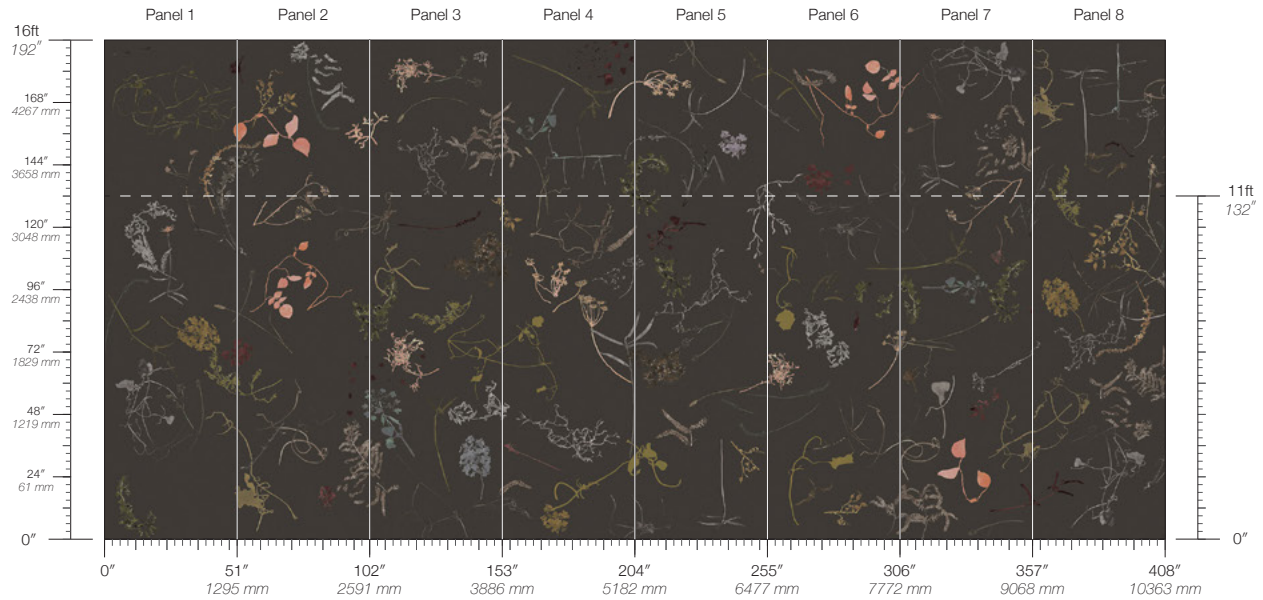 Panel 1 Panel 2 Panel 3 Panel 4 Panel 5 Panel 6 Panel 7 Panel 8
16ft
192″
168″
4267 mm
144″
3658 mm
11ft
132″
120″
3048 mm
96″
2438 mm
72″
1829 mm
48″
1219 mm
24″
61 mm
0″ 0″
0″ 51″ 102″ 153″ 204″ 255″ 306″ 357″ 408″
1295 mm 2591 mm 3886 mm 5182 mm 6477 mm 7772 mm 9068 mm 10363 mm